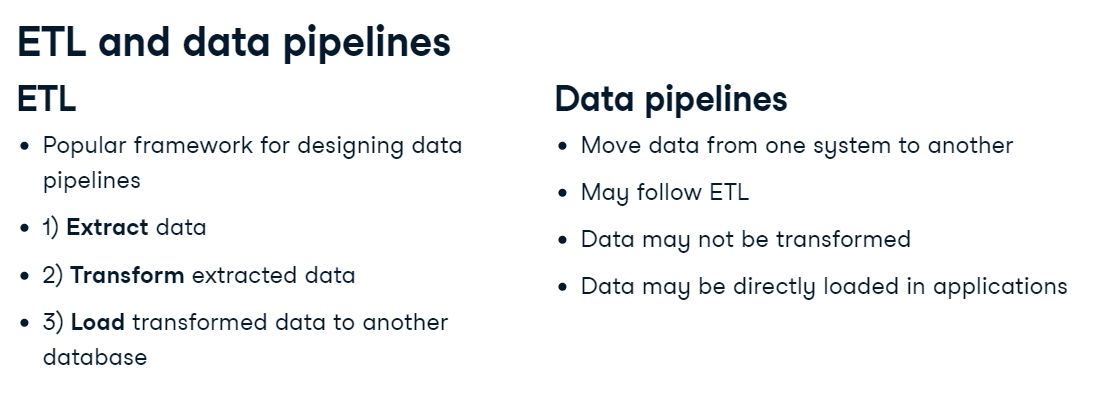 ETL and data pipelines
ETL
• Popular framework for designing data
pipelines
• 1) Extract data
• 2) Transform extracted data
• 3) Load transformed data to another
database
Data pipelines
• Move data from one system to another
• May follow ETL
• Data may not be transformed
• Data may be directly loaded in applications